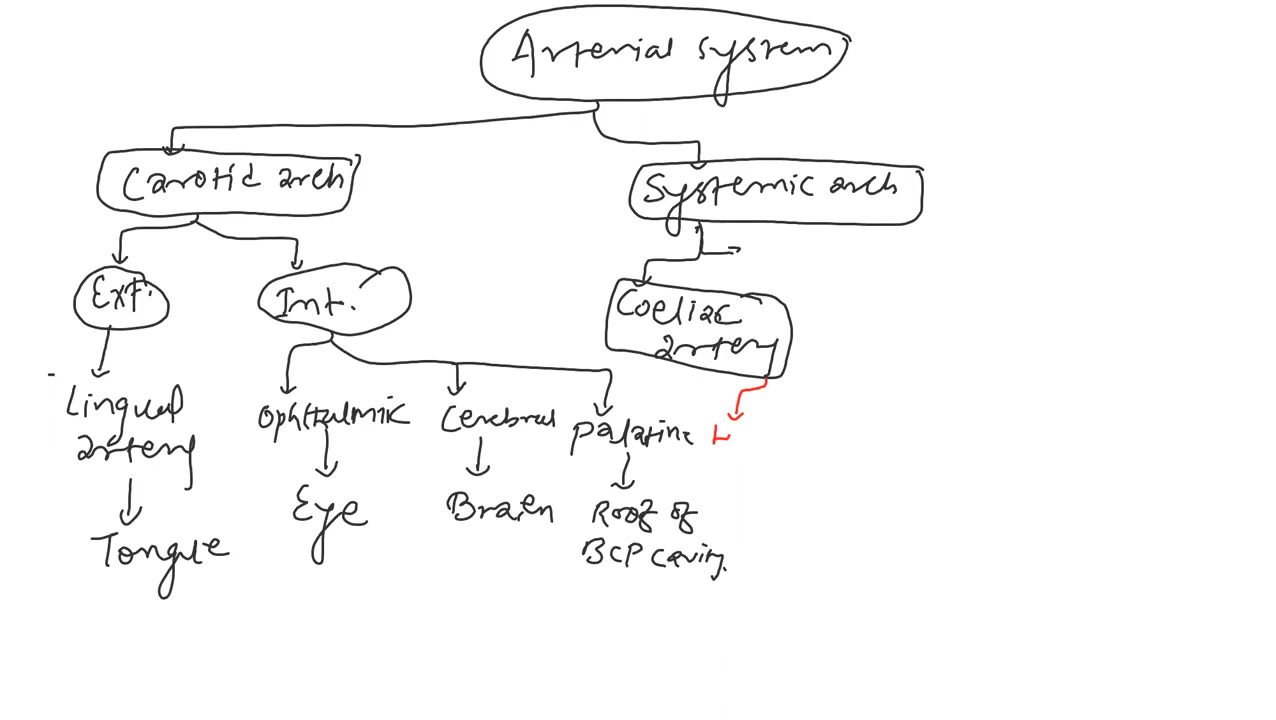 Arterial system
Carotid arch
Systemic arch
Ext.
Int.
Coeliac
artery
Lingual
artery
Ophtalmic
Cerebral
Palatine
L
Tongue
Eye
Brain
Roof of
BCP cavity.